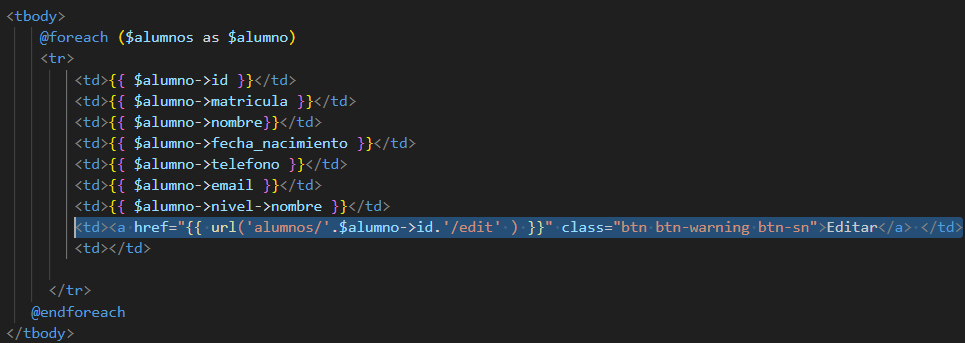 <tbody>
@foreach ($alumnos as $alumno)
<tr>
<td>{{ $alumno->id }}</td>
<td>{{ $alumno->matricula }}</td>
<td>{{ $alumno->nombre}}</td>
<td>{{ $alumno->fecha_nacimiento }}</td>
<td>{{ $alumno->telefono }}</td>
<td>{{ $alumno->email }}</td>
<td>{{ $alumno->nivel->nombre }}</td>
<td><a href="{{ url('alumnos/'.$alumno->id.'/edit' ) }}" class="btn btn-warning btn-sn">Editar</a> </td>
<td></td>
</tr>
@endforeach
</tbody>